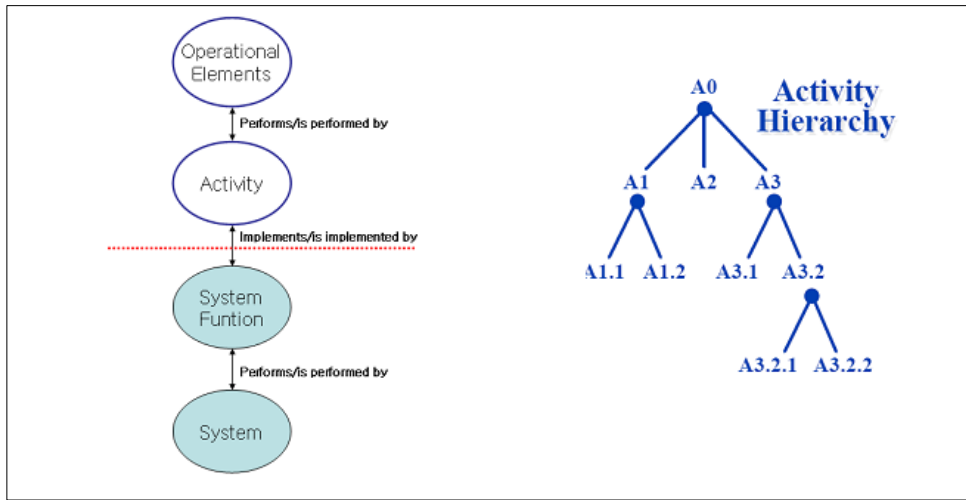 Operational
Elements
Performs/is performed by
Activity
Implements/is implemented by
System
Funtion
Performs/is performed by
System
Activity
Hierarchy
A0
A1 A2 A3
A1.1 A1.2 A3.1 A3.2
A3.2.1 A3.2.2